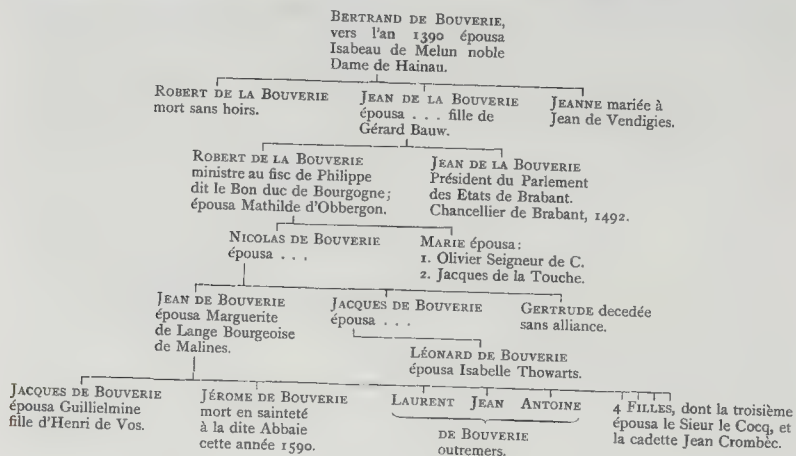 BERTRAND DE BOUVERIE,
vers l'an 1390 épousa
Isabeau de Melun noble
Dame de Hainau.
ROBERT DE LA BOUVERIE
mort sans hoirs.
JEAN DE LA BOUVERIE
épousa . . . fille de
Gérard Bauw.
JEANNE mariée à
Jean de Vendigies.
ROBERT DE LA BOUVERIE
ministre au fisc de Philippe
dit le Bon duc de Bourgogne;
épousa Mathilde d'Obbergon.
JEAN DE LA BOUVERIE
Président du Parlement
des Etats de Brabant.
Chancellier de Brabant, 1492.
NICOLAS DE BOUVERIE
épousa . . .
MARIE épousa:
1. Olivier Seigneur de C.
2. Jacques de la Touche.
JEAN DE BOUVERIE
épousa Marguerite
de Lange Bourgeoise
de Malines.
JACQUES DE BOUVERIE
épousa . . .
GERTRUDE decedée
sans alliance.
LÉONARD DE BOUVERIE
épousa Isabelle Thowarts.
JACQUES DE BOUVERIE
épousa Guillielmine
fille d'Henri de Vos.
JÉROME DE BOUVERIE
mort en sainteté
à la dite Abbaie
cette année 1590.
LAURENT JEAN ANTOINE
DE BOUVERIE
outremers.
4 FILLES, dont la troisième
épousa le Sieur le Cocq, et
la cadette Jean Crombèc.